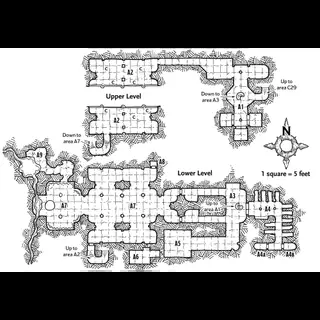 A2
Up to
area C29
Upper Level
Down to
area A3
A1
A2
Down to
area A7
N
A9
A8
Lower Level
1 square = 5 feet
A7
A7
A7
Up to
area A1
A3
A4
Up to
area A2
A6
A5
A4a